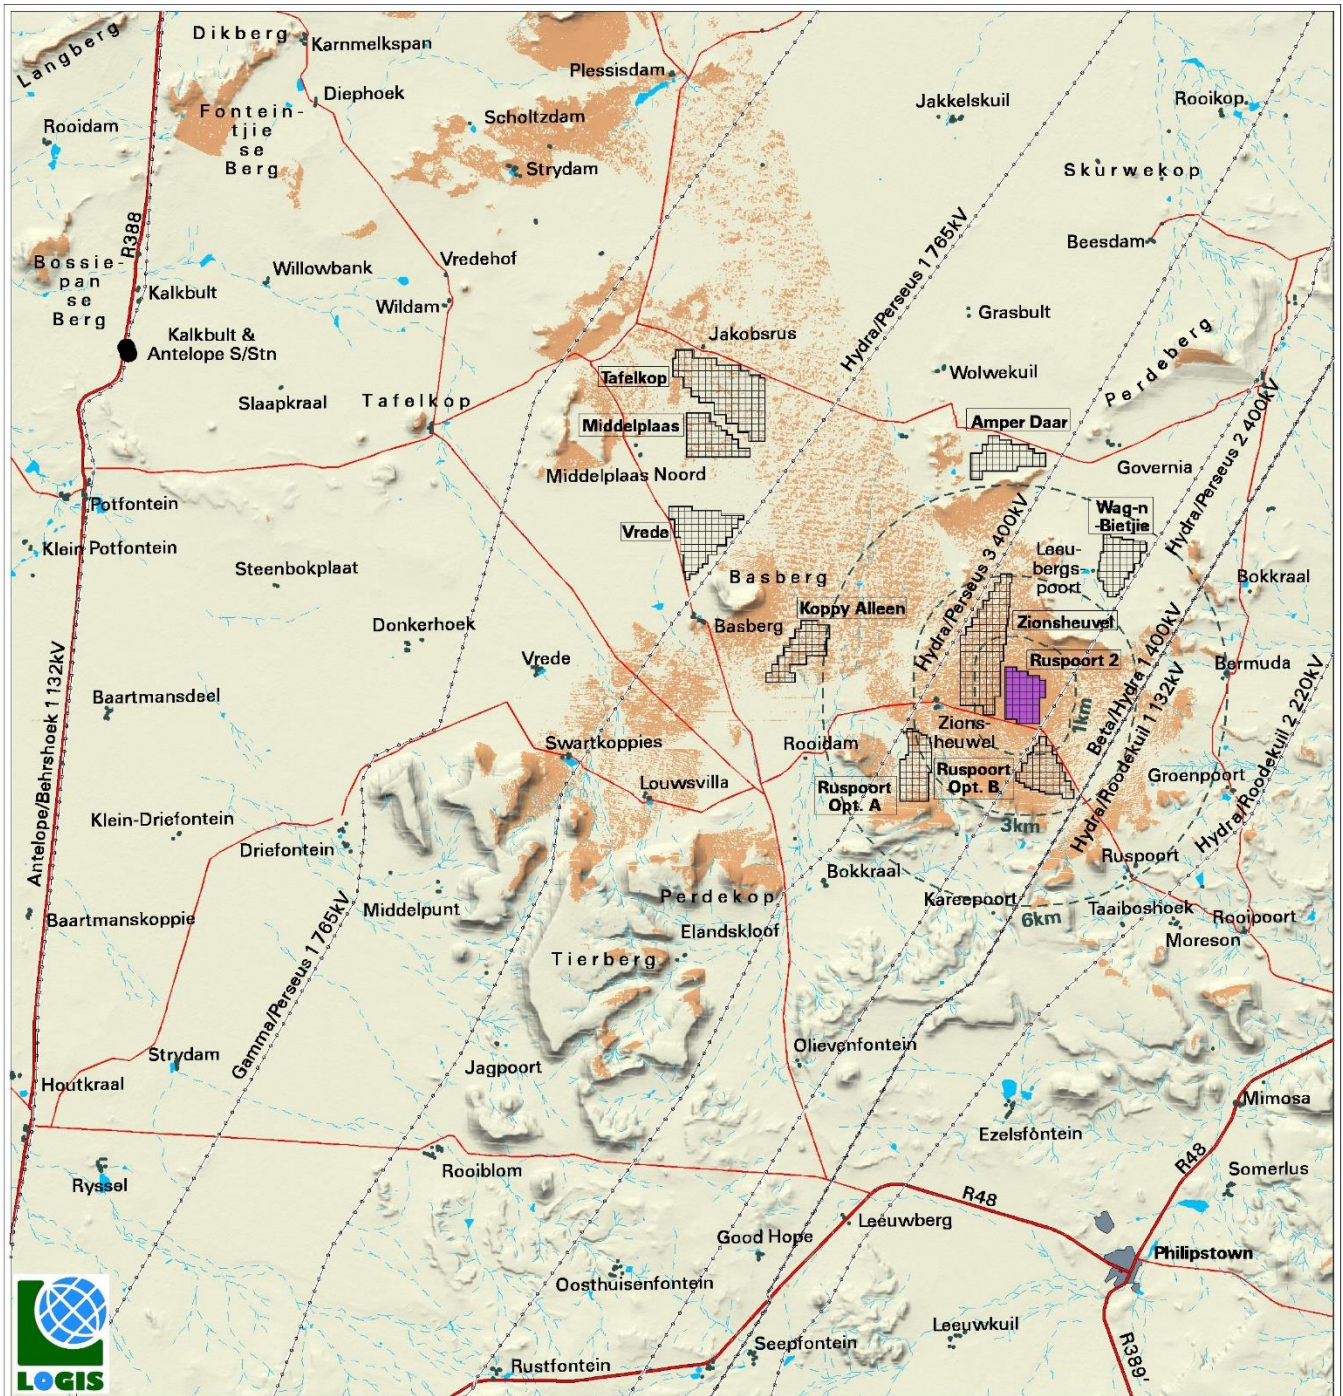 Langberg
Dikberg
Karnmelkspan
Plessisdam
Diephoek
Jakkelskuil
Rooikop
Fontein-
tjie
se
Berg
Scholtzdam
Rooidam
Strydam
Skurwekop
R388
Beesdam
Bossie-
pan
se
Berg
Willowbank
Vredehof
Kalkbult
Wildam
Hydra/Perseus 1 765kV
Grasbult
Kalkbult &
Antelope S/Stn
Jakobsrus
Perdeberg
Tafelkop
Wolwekuil
Slaapkraal
Tafelkop
Middelplaas
Amper Daar
Middelplaas Noord
Governia
Hydra/Perseus 2 400kV
Potfontein
Klein Potfontein
Vrede
Hydra/Perseus 3 400kV
Wag-n
-Bietjie
Leeu-
bergs-
poort
Steenbokplaat
Basberg
Bokkraal
Koppy Alleen
Donkerhoek
Basberg
Zionsheuvel
Vrede
Ruspoort 2
Bermuda
Antelope/Behrshoek 1 132kV
Baartmansdeel
1km
Beta/Hydra 1 400kV
Hydra/Roodekuil 1 132kV
Hydra/Roodekuil 2 220kV
Swartkoppies
Rooidam
Zions-
heuwel
Louwsvilla
Ruspoort
Opt. A
Ruspoort
Opt. B
Groenpoort
Klein-Driefontein
3km
Driefontein
Ruspoort
Bokkraal
Perdekop
Kareepoort
Middelpunt
Taaiboshoek
Rooipoort
Baartmanskoppie
6km
Elandskloof
Moreson
Gamma/Perseus 1 765kV
Tierberg
Strydam
Olievenfontein
Jagpoort
Houtkraal
Mimosa
Ezelsfontein
R48
Rooiblom
Somerlus
Ryssel
R48
Leeuwberg
Good Hope
Philipstown
Oosthuisenfontein
Leeuwkuil
Seepfontein
R389
Rustfontein
LOGIS